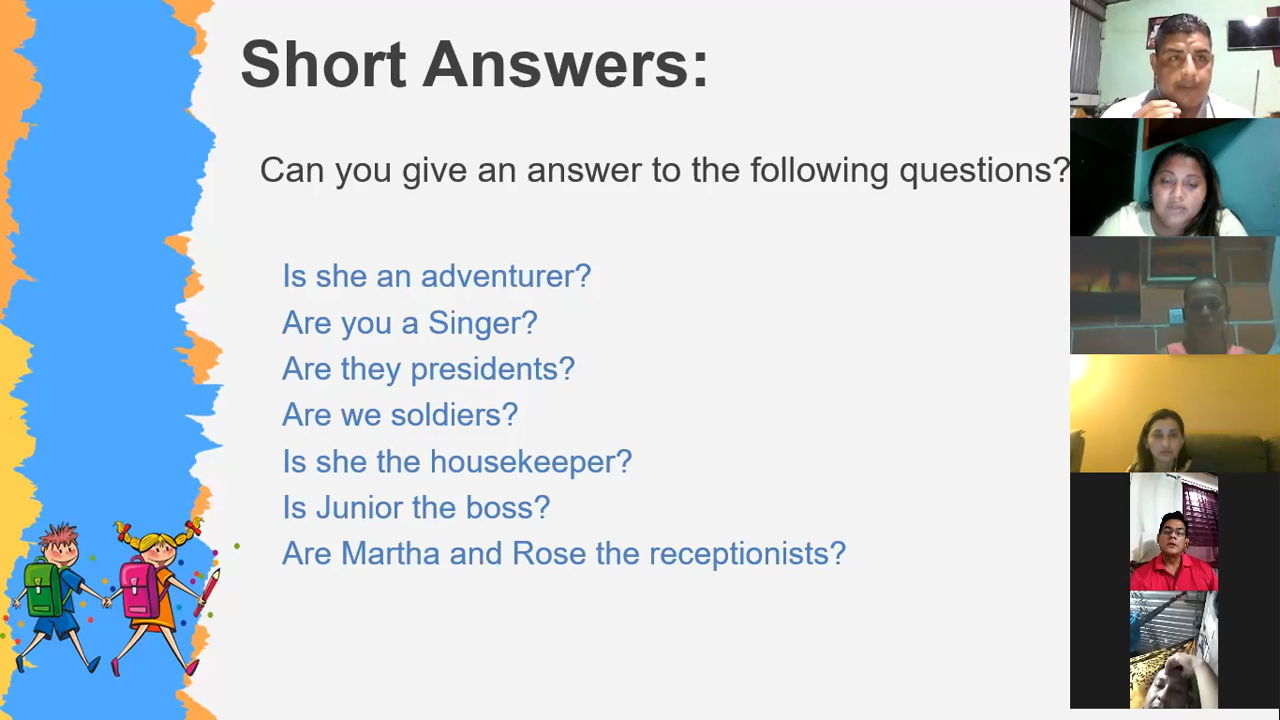 Short Answers:
Can you give an answer to the following questions?
Is she an adventurer?
Are you a Singer?
Are they presidents?
Are we soldiers?
Is she the housekeeper?
Is Junior the boss?
Are Martha and Rose the receptionists?